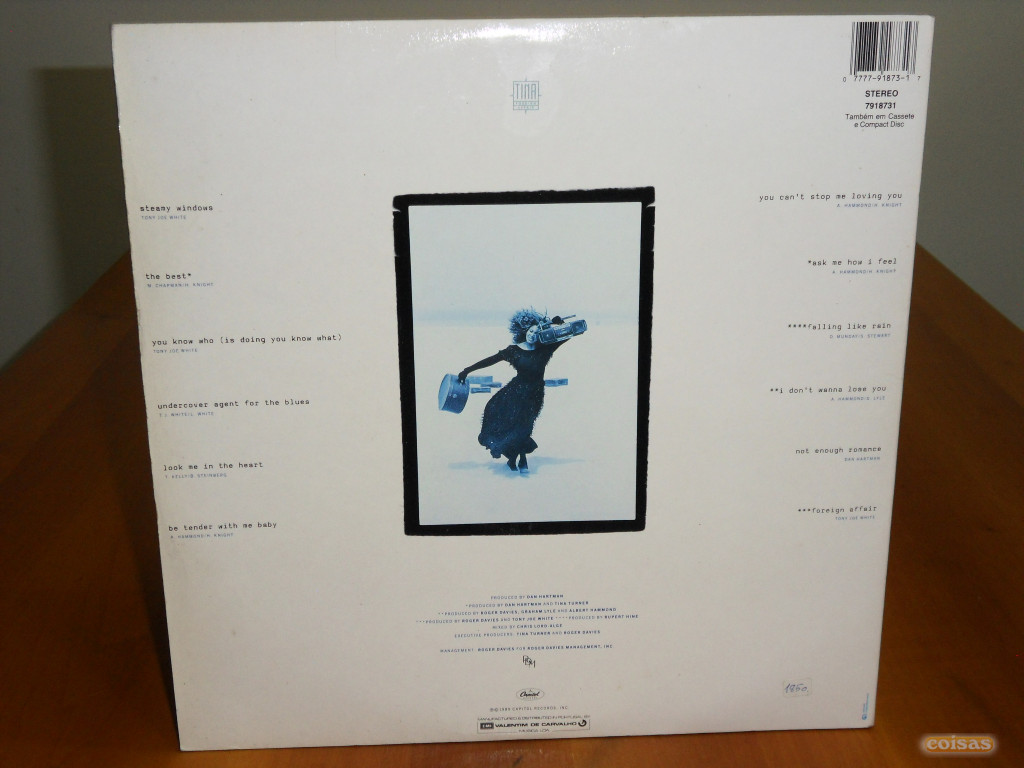 TINA
0 7777-91873-1 7
STEREO
7918731
Também em Cassete
e Compact Disc
steamy windows
TONY JOE WHITE
the best*
M. CHAPMAN/H. KNIGHT
you know who (is doing you know what)
TONY JOE WHITE
undercover agent for the blues
T.J. WHITE/L. WHITE
look me in the heart
T. KELLY/B. STEINBERG
be tender with me baby
A. HAMMOND/H. KNIGHT
you can't stop me loving you
A. HAMMOND/H. KNIGHT
*ask me how i feel
A. HAMMOND/H. KNIGHT
****falling like rain
D. MUNDAY/S. STEWART
**i don't wanna lose you
A. HAMMOND/G. LYLE
not enough romance
DAN HARTMAN
***foreign affair
TONY JOE WHITE
PRODUCED BY DAN HARTMAN
*PRODUCED BY DAN HARTMAN AND TINA TURNER
**PRODUCED BY ROGER DAVIES, GRAHAM LYLE AND ALBERT HAMMOND
***PRODUCED BY ROGER DAVIES AND TONY JOE WHITE ****PRODUCED BY RUPERT HINE
MIXED BY CHRIS LORD-ALGE
EXECUTIVE PRODUCERS: TINA TURNER AND ROGER DAVIES
MANAGEMENT: ROGER DAVIES FOR ROGER DAVIES MANAGEMENT, INC.
Capitol
℗© 1989 CAPITOL RECORDS, INC.
EMI VALENTIM DE CARVALHO
coisas